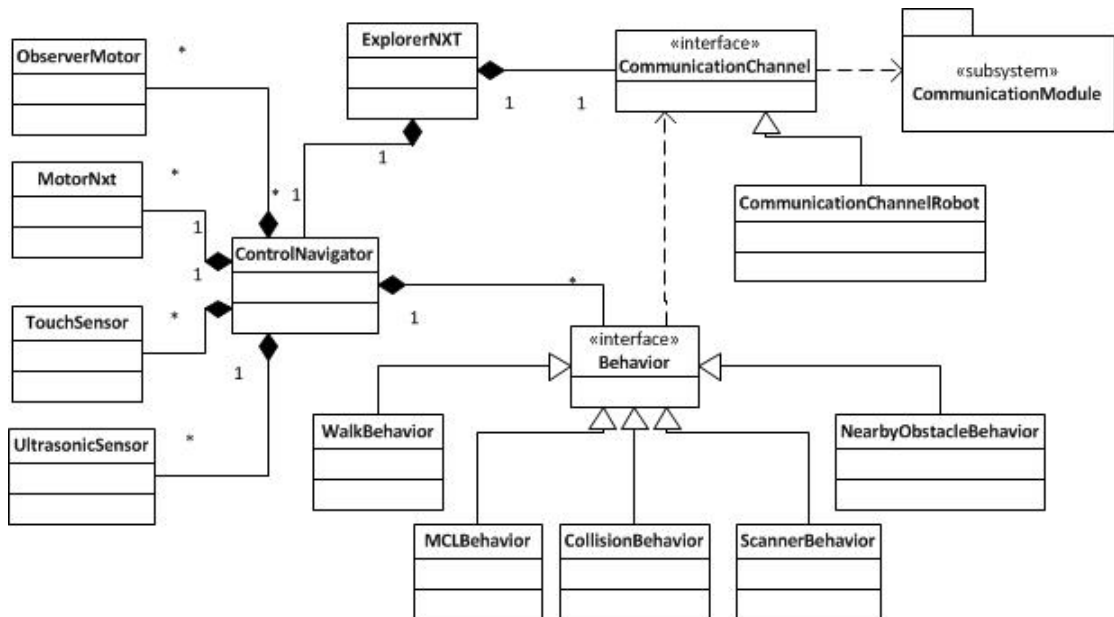 ObserverMotor
*
ExplorerNXT
«interface»
CommunicationChannel
«subsystem»
CommunicationModule
1
1
1
MotorNxt
*
*
1
1
CommunicationChannelRobot
ControlNavigator
1
*
1
TouchSensor
*
«interface»
Behavior
1
UltrasonicSensor
*
WalkBehavior
NearbyObstacleBehavior
MCLBehavior
CollisionBehavior
ScannerBehavior